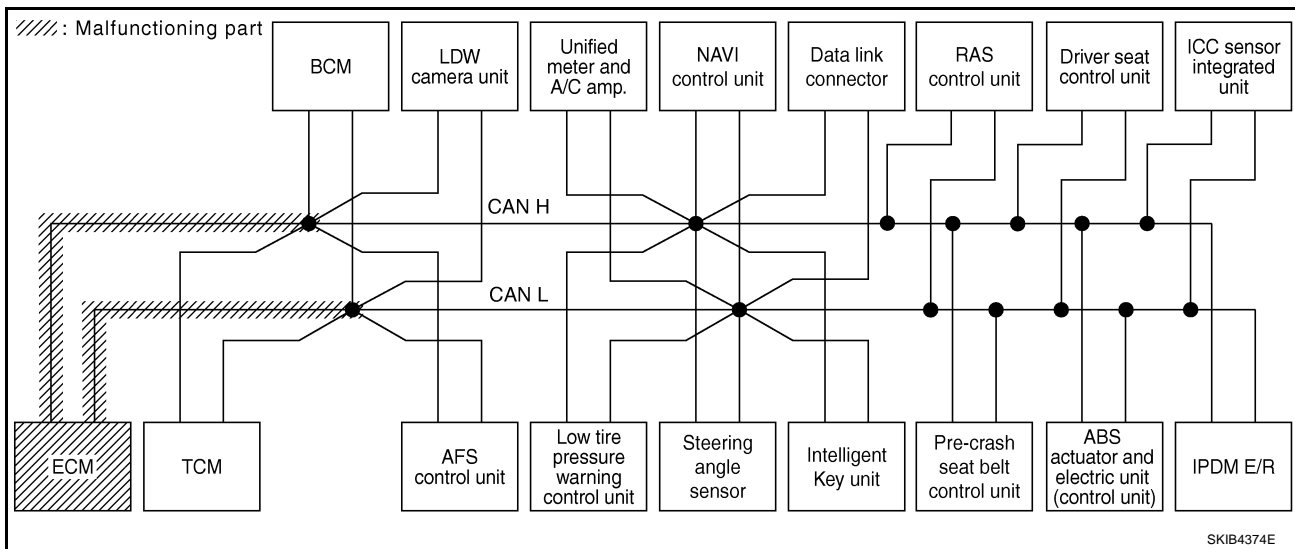 : Malfunctioning part
BCM
LDW
camera unit
Unified
meter and
A/C amp.
NAVI
control unit
Data link
connector
RAS
control unit
Driver seat
control unit
ICC sensor
integrated
unit
CAN H
CAN L
ECM
TCM
AFS
control unit
Low tire
pressure
warning
control unit
Steering
angle
sensor
Intelligent
Key unit
Pre-crash
seat belt
control unit
ABS
actuator and
electric unit
(control unit)
IPDM E/R
SKIB4374E